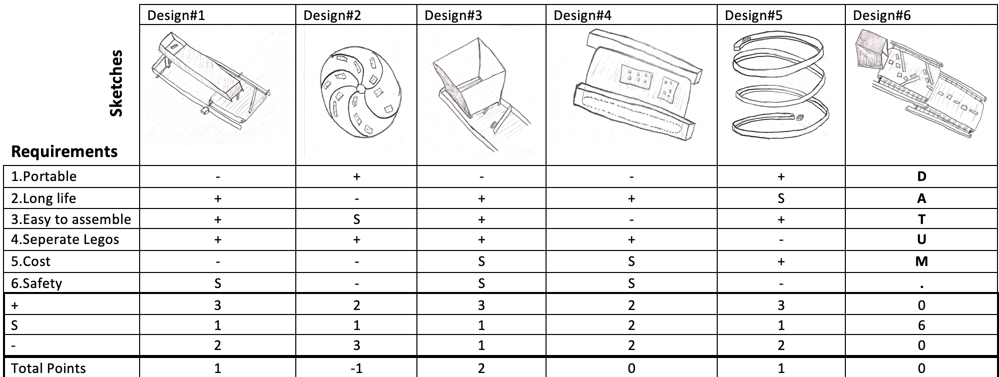 Design#1 Design#2 Design#3 Design#4 Design#5 Design#6
Sketches
Requirements
1.Portable - + - - + D
2.Long life + - + + S A
3.Easy to assemble + S + - + T
4.Seperate Legos + + + + - U
5.Cost - - S S + M
6.Safety S - S S - .
+ 3 2 3 2 3 0
S 1 1 1 2 1 6
- 2 3 1 2 2 0
Total Points 1 -1 2 0 1 0